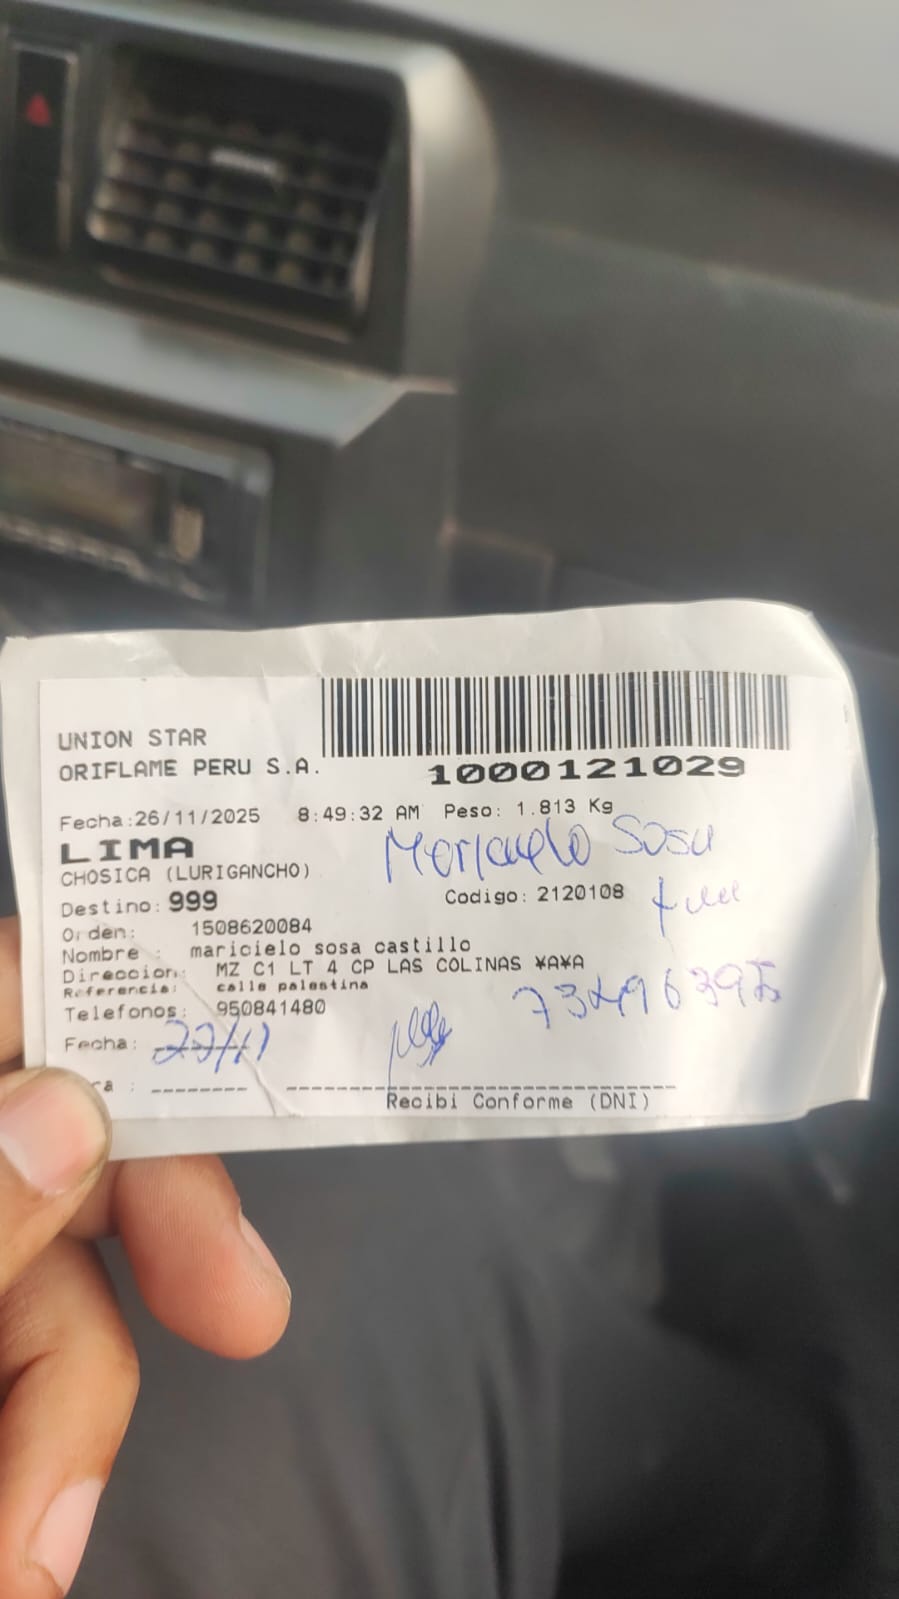 UNION STAR
ORIFLAME PERU S.A.
1000121029
Fecha:26/11/2025 8:49:32 AM Peso: 1.813 Kg
LIMA
CHOSICA (LURIGANCHO)
Sosa
Destino: 999 Codigo: 2120108
Orden: 1508620084
Nombre : maricielo sosa castillo
Direccion: MZ C1 LT 4 CP LAS COLINAS ¥A¥A
Referencia: calle palestina
Telefonos: 950841480
Fecha:
ra :
Recibi Conforme (DNI)